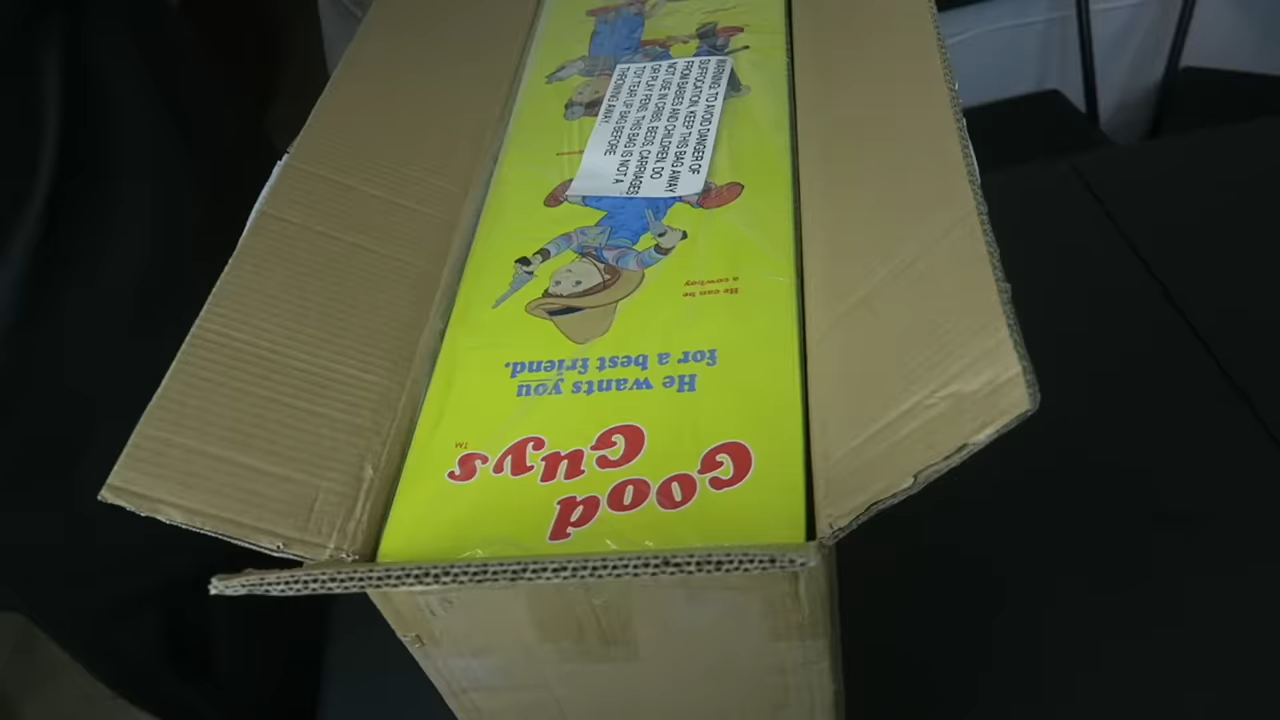 Good
Guys
TM
He wants you
for a best friend.
He can be
a cowboy
WARNING: TO AVOID DANGER OF
SUFFOCATION, KEEP THIS BAG AWAY
FROM BABIES AND CHILDREN. DO
NOT USE IN CRIBS, BEDS, CARRIAGES
OR PLAY PENS. THIS BAG IS NOT A
TOY.TEAR UP BAG BEFORE
THROWING AWAY.